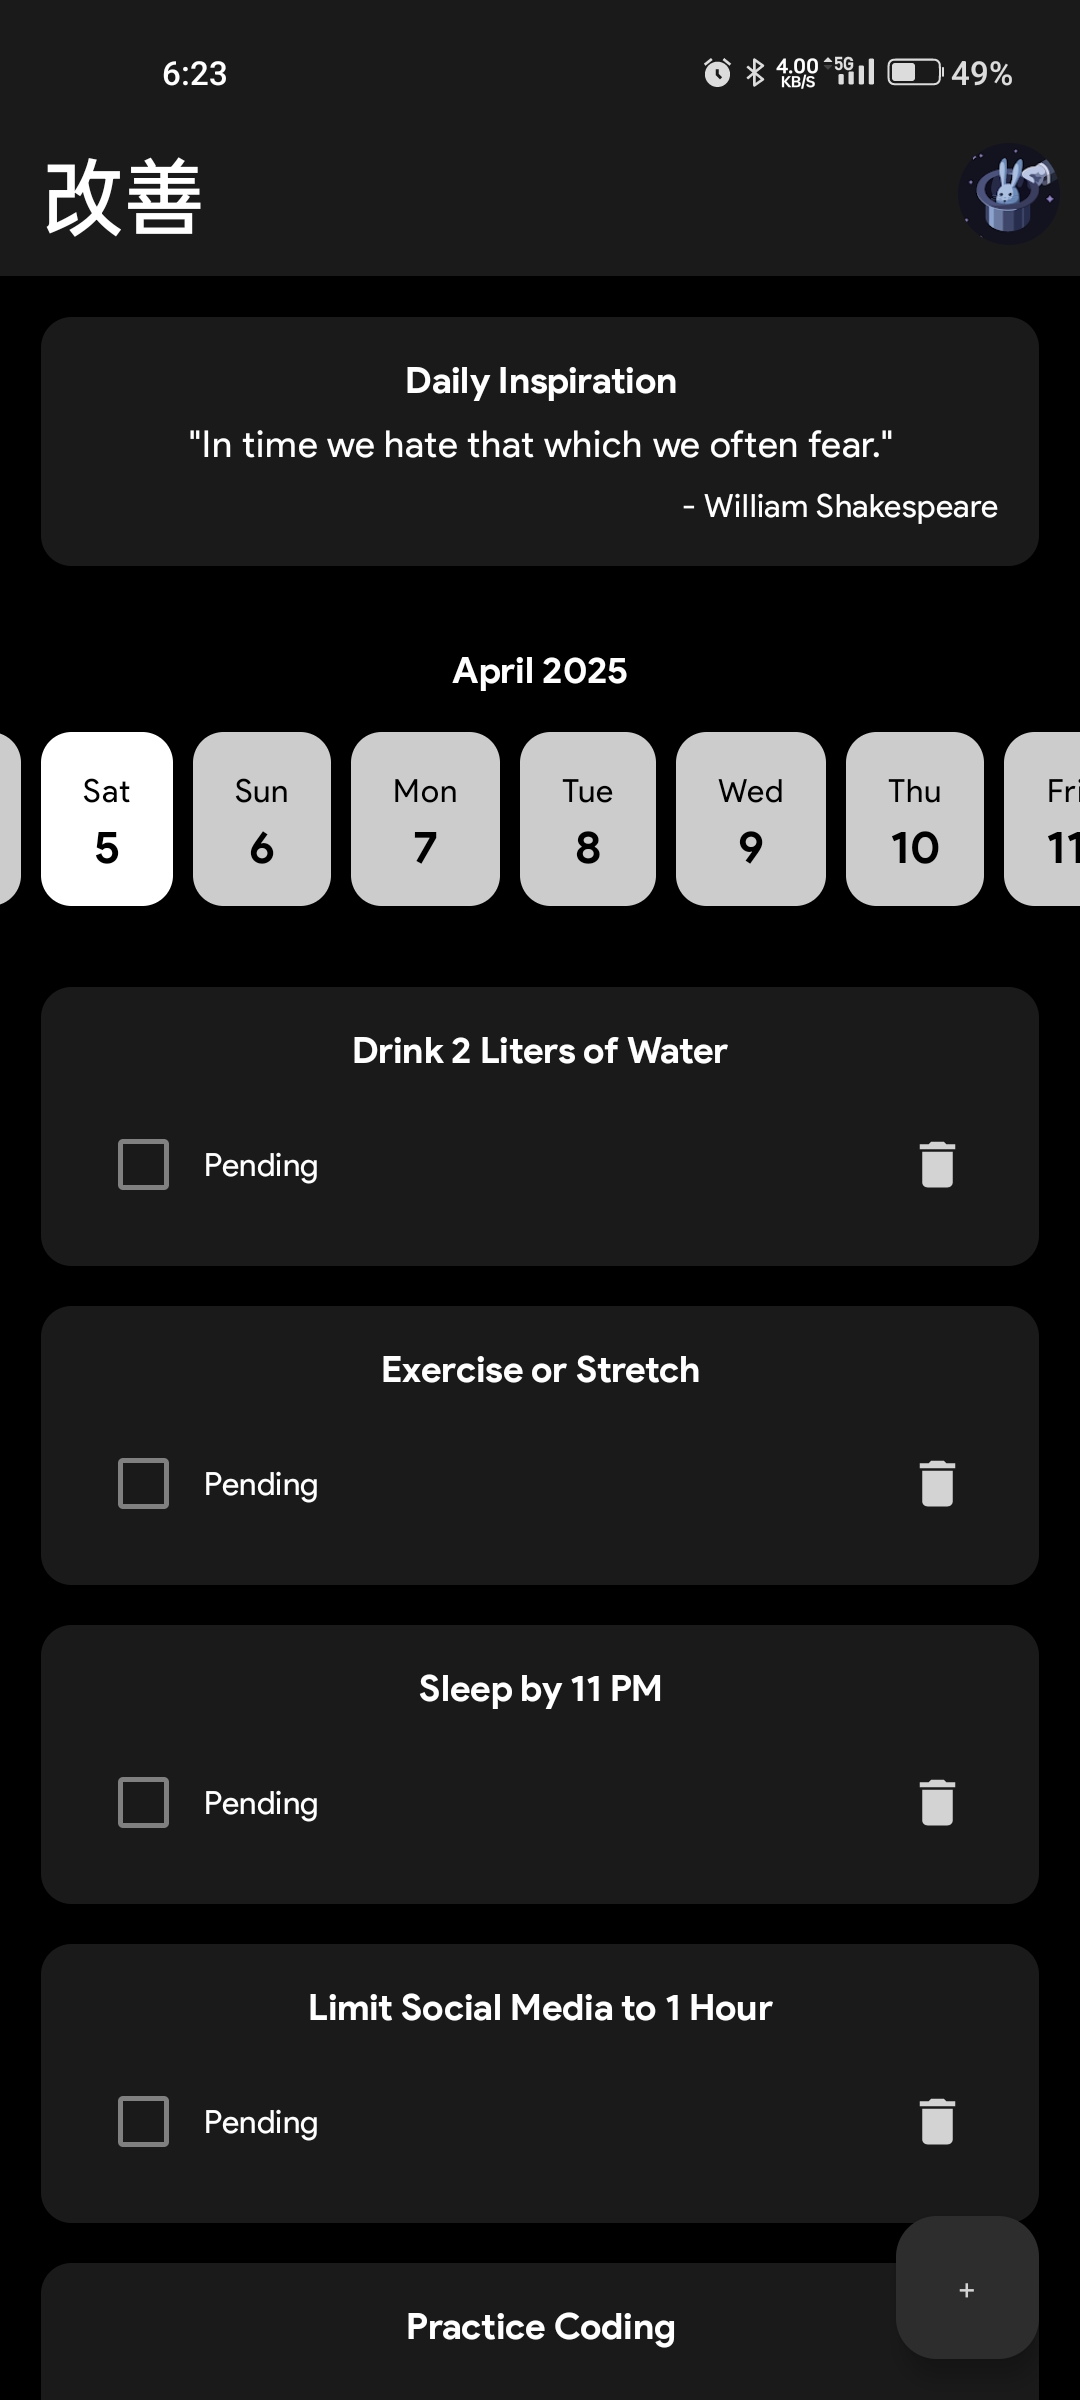 6:23
4.00
KB/S
5G
49%
改善
Daily Inspiration
"In time we hate that which we often fear."
- William Shakespeare
April 2025
Sat Sun Mon Tue Wed Thu Fri
5 6 7 8 9 10 11
Drink 2 Liters of Water
Pending
Exercise or Stretch
Pending
Sleep by 11 PM
Pending
Limit Social Media to 1 Hour
Pending
+
Practice Coding